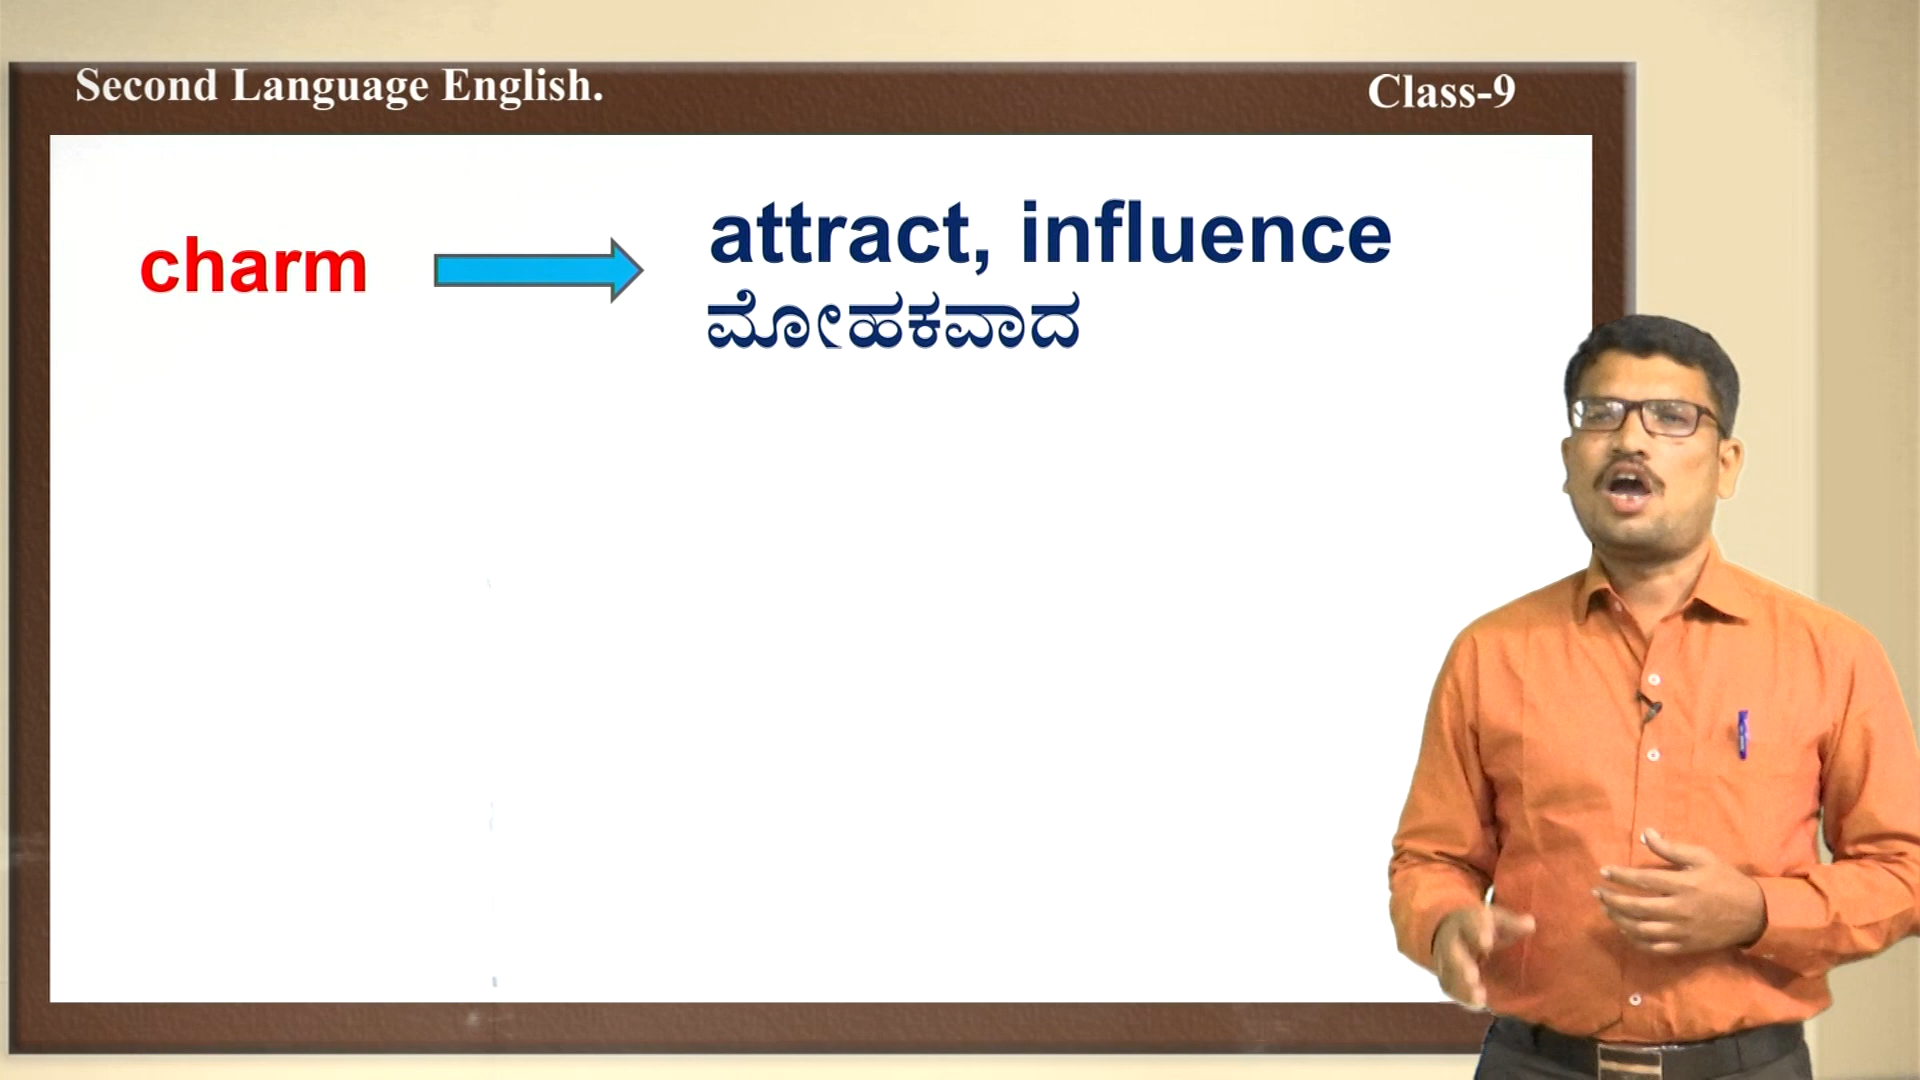 Second Language English.
Class-9
charm
attract, influence
ಮೋಹಕವಾದ